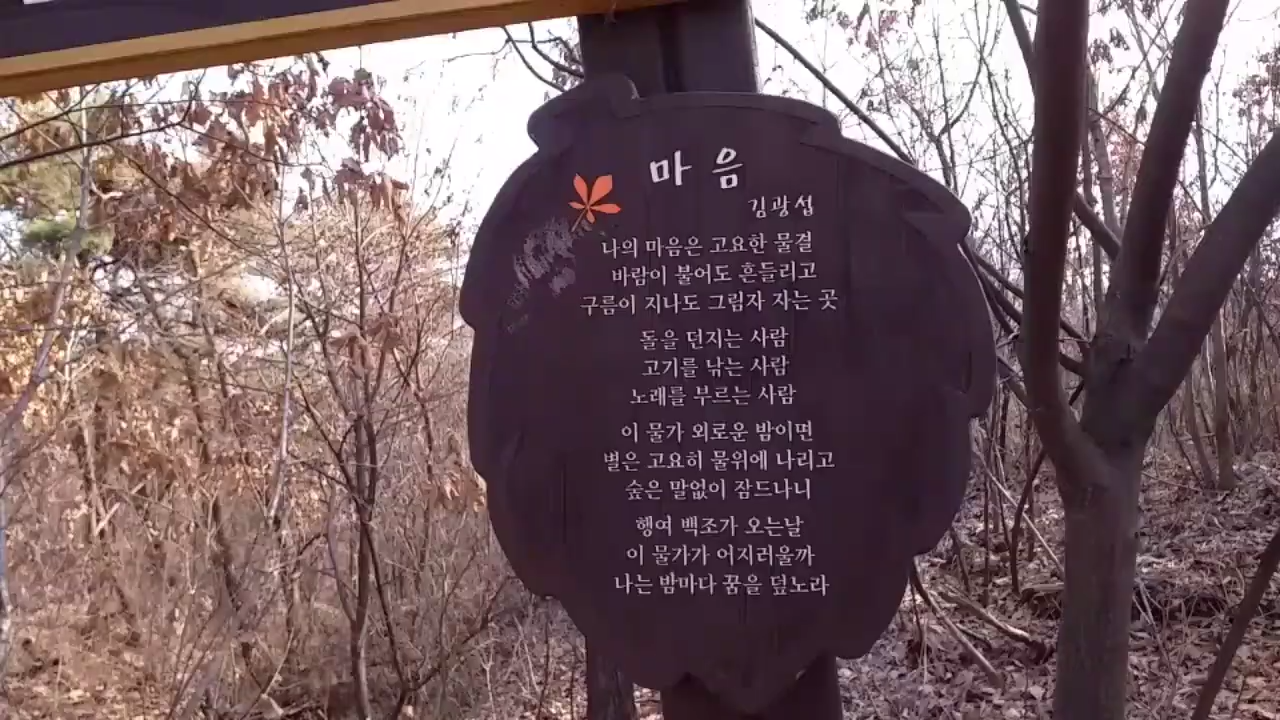 마음
김광섭
나의 마음은 고요한 물결
바람이 불어도 흔들리고
구름이 지나도 그림자 자는 곳
돌을 던지는 사람
고기를 낚는 사람
노래를 부르는 사람
이 물가 외로운 밤이면
별은 고요히 물위에 나리고
숲은 말없이 잠드나니
행여 백조가 오는날
이 물가가 어지러울까
나는 밤마다 꿈을 덮노라